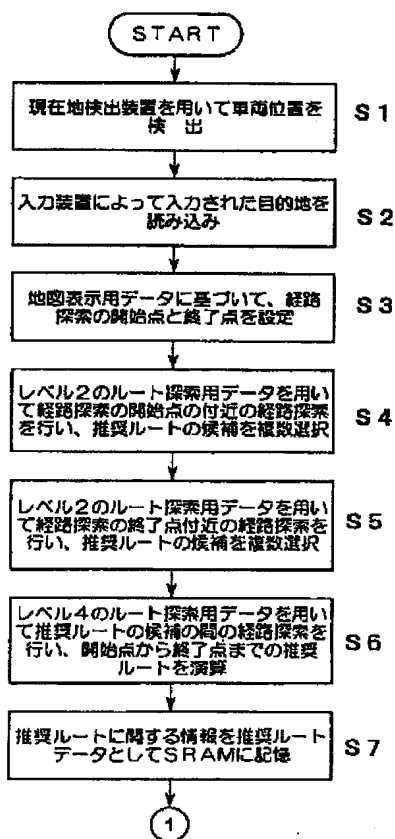 START
現在地検出装置を用いて車両位置を
検 出
S1
入力装置によって入力された目的地を
読み込み
S2
地図表示用データに基づいて、経路
探索の開始点と終了点を設定
S3
レベル2のルート探索用データを用い
て経路探索の開始点の付近の経路探索
を行い、推奨ルートの候補を複数選択
S4
レベル2のルート探索用データを用い
て経路探索の終了点付近の経路探索を
行い、推奨ルートの候補を複数選択
S5
レベル4のルート探索用データを用い
て推奨ルートの候補の間の経路探索を
行い、開始点から終了点までの推奨
ルートを演算
S6
推奨ルートに関する情報を推奨ルート
データとしてSRAMに記憶
S7
1